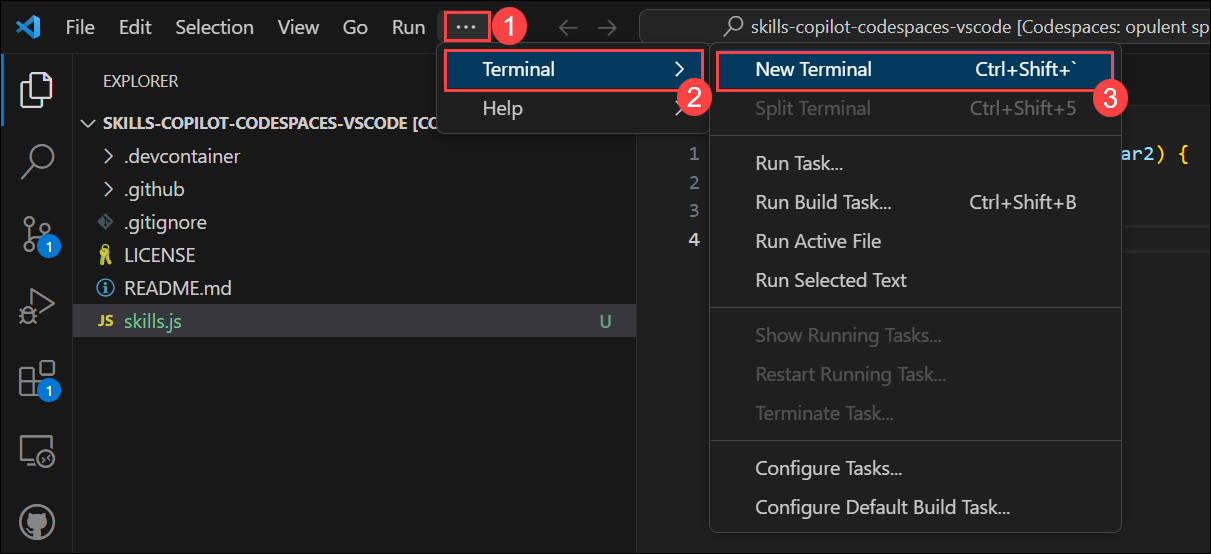 File Edit Selection View Go Run ··· 1 skills-copilot-codespaces-vscode [Codespaces: opulent sp
EXPLORER
Terminal 2
Help
New Terminal Ctrl+Shift+` 3
Split Terminal Ctrl+Shift+5
Run Task...
Run Build Task... Ctrl+Shift+B
Run Active File
Run Selected Text
Show Running Tasks...
Restart Running Task...
Terminate Task...
Configure Tasks...
Configure Default Build Task...
SKILLS-COPILOT-CODESPACES-VSCODE [CO
.devcontainer
.github
.gitignore
LICENSE
README.md
JS skills.js U
1
1
1 ar2) {
2
3
4